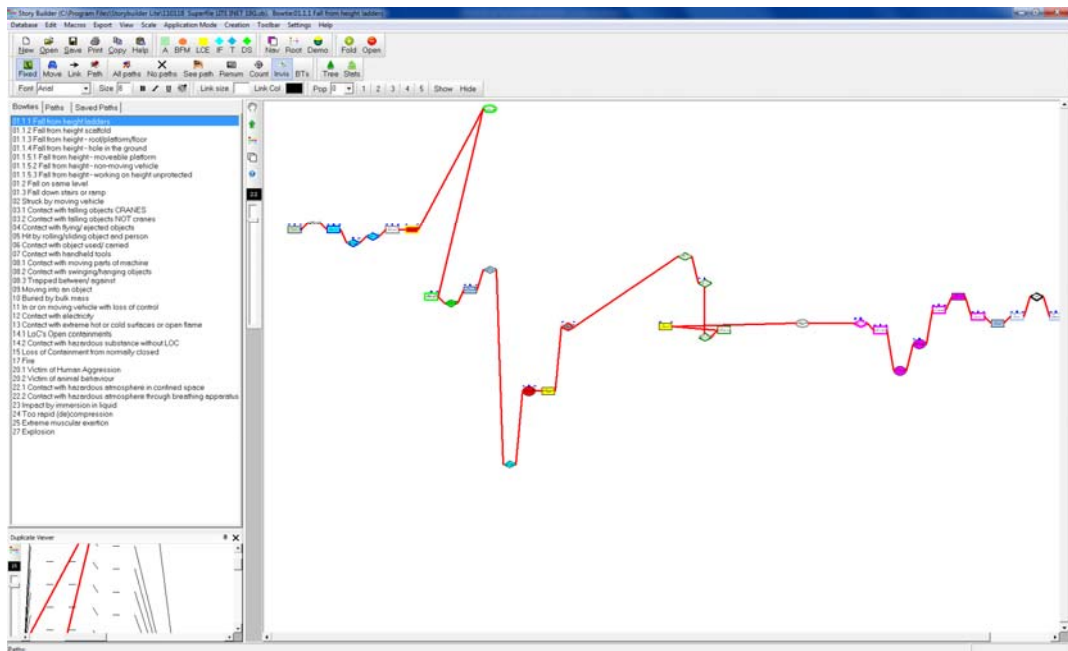 Story Builder (C:\Program Files\Storybuilder Lite\110118 Superfile LITE INET 19G.sb). Bowtie:01.1.1 Fall from height ladders]
Database Edit Macros Export View Scale Application Mode Creation Toolbar Settings Help
New Open Save Print Copy Help A BFM LCE IF T DS Nav Root Demo Fold Open
Fixed Move Link Path All paths No paths See path Count Invis BTs Tree Stats
Font Arial Size 8 B I U Link size Link Col Pop 0 1 2 3 4 5 Show Hide
Bowties Paths Saved Paths
01.1.1 Fall from height ladders
01.1.2 Fall from height scaffold
01.1.3 Fall from height - roof/platform/floor
01.1.4 Fall from height - hole in the ground
01.1.5.1 Fall from height - moveable platform
01.1.5.2 Fall from height - non-moving vehicle
01.1.5.3 Fall from height - working on height unprotected
01.2 Fall on same level
01.3 Fall down stairs or ramp
02 Struck by moving vehicle
03.1 Contact with falling objects CRANES
03.2 Contact with falling objects NOT cranes
04 Contact with flying/ ejected objects
05 Hit by rolling/sliding object and person
06 Contact with object used/ carried
07 Contact with handheld tools
08.1 Contact with moving parts of machine
08.2 Contact with swinging/hanging objects
08.3 Trapped between/ against
09 Moving into an object
10 Buried by bulk mass
11 In or on moving vehicle with loss of control
12 Contact with electricity
13 Contact with extreme hot or cold surfaces or open flame
14.1 LoC's Open containments
14.2 Contact with hazardous substance without LOC
15 Loss of Containment from normally closed
17 Fire
20.1 Victim of Human Aggression
20.2 Victim of animal behaviour
22.1 Contact with hazardous atmosphere in confined space
22.2 Contact with hazardous atmosphere through breathing apparatus
23 Impact by immersion in liquid
24 Too rapid (de)compression
25 Extreme muscular exertion
27 Explosion
Duplicate Viewer
Paths